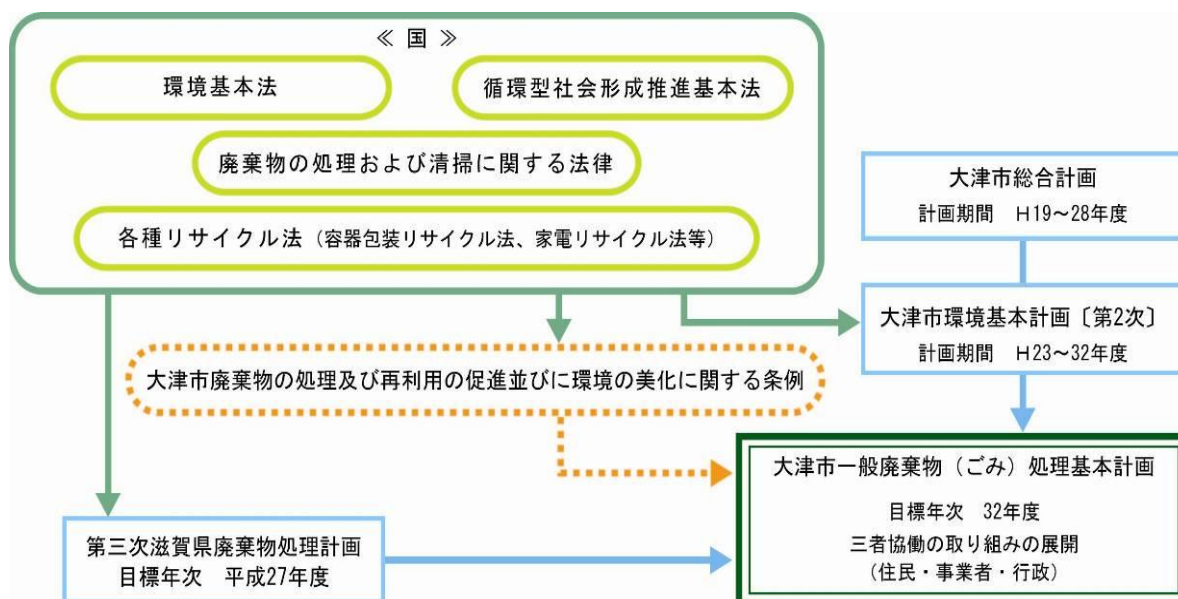 ≪ 国 ≫
環境基本法
循環型社会形成推進基本法
廃棄物の処理および清掃に関する法律
各種リサイクル法（容器包装リサイクル法、家電リサイクル法等）
大津市総合計画
計画期間　H19～28年度
大津市環境基本計画〔第2次〕
計画期間　H23～32年度
大津市廃棄物の処理及び再利用の促進並びに環境の美化に関する条例
大津市一般廃棄物（ごみ）処理基本計画
目標年次　32年度
三者協働の取り組みの展開
（住民・事業者・行政）
第三次滋賀県廃棄物処理計画
目標年次　平成27年度